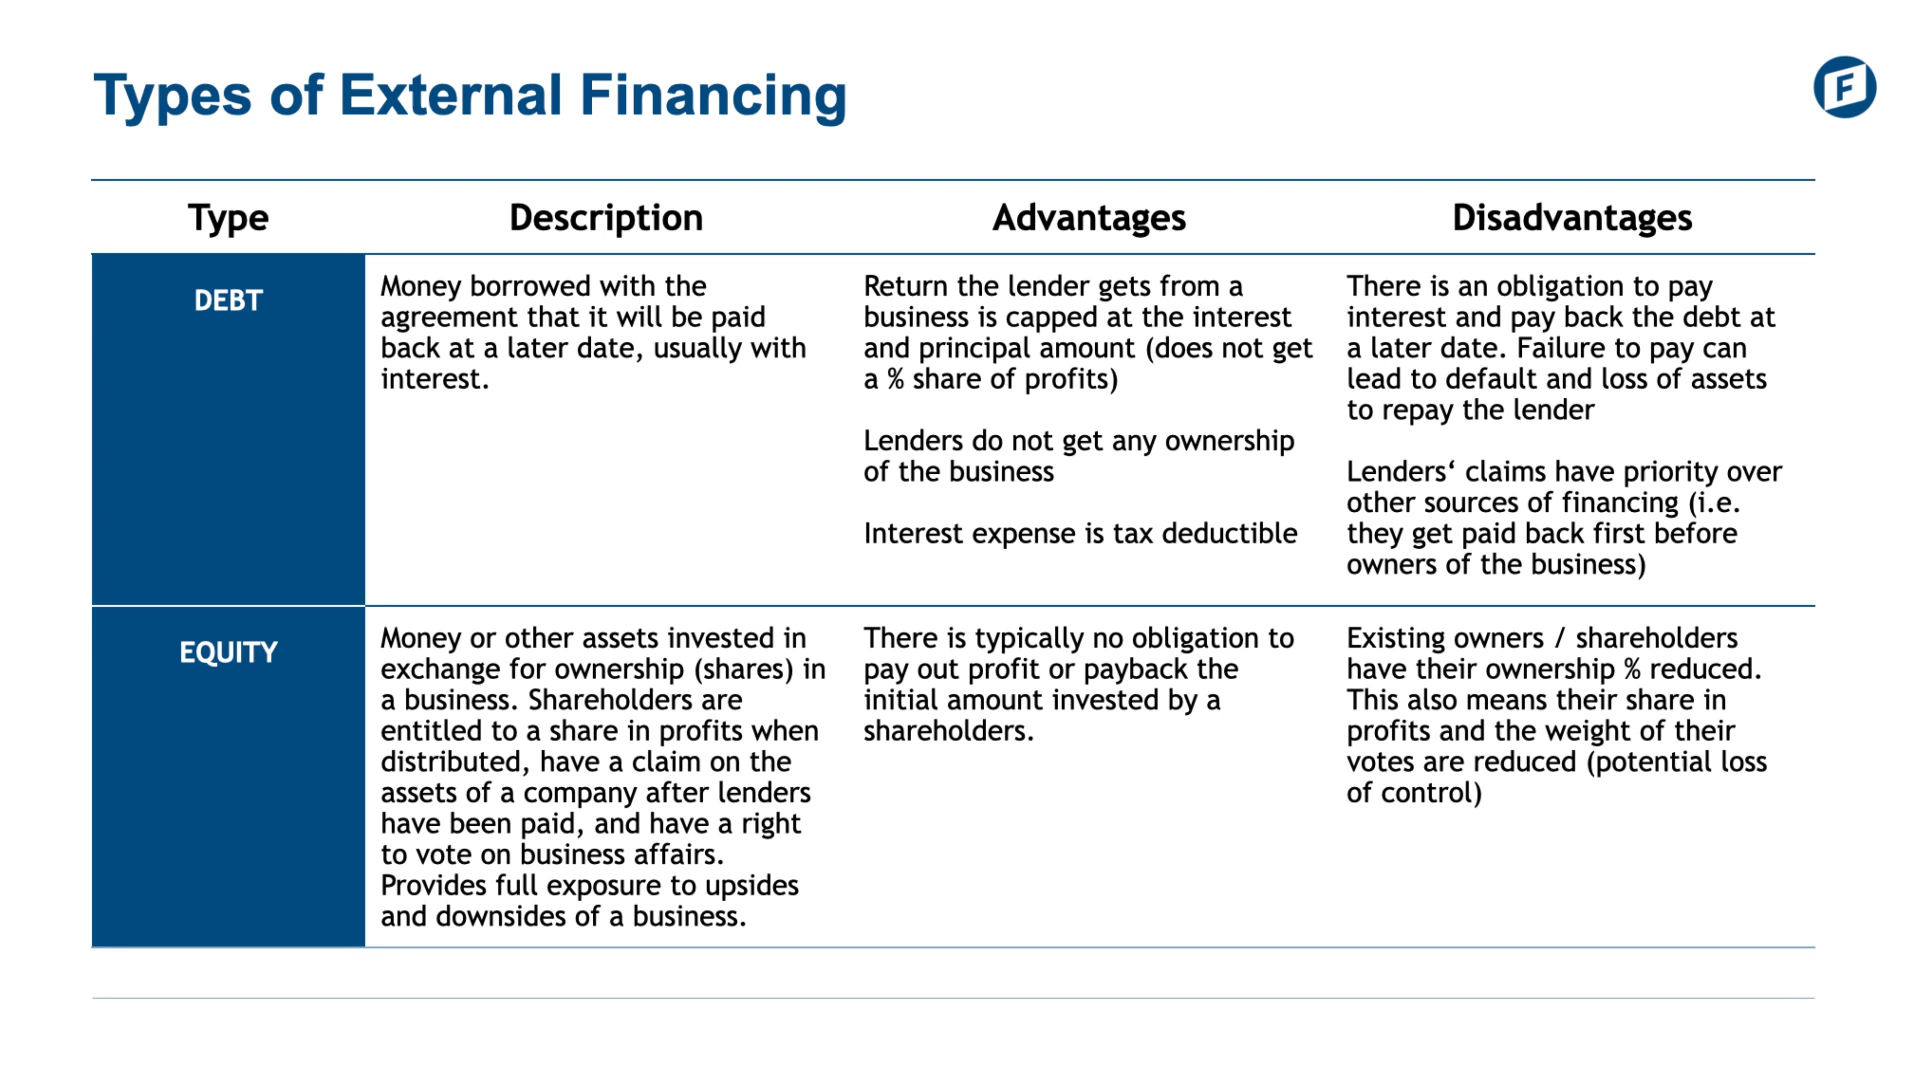 Types of External Financing
F
Type
Description
Advantages
Disadvantages
DEBT
Money borrowed with the
agreement that it will be paid
back at a later date, usually with
interest.
Return the lender gets from a
business is capped at the interest
and principal amount (does not get
a % share of profits)
Lenders do not get any ownership
of the business
Interest expense is tax deductible
There is an obligation to pay
interest and pay back the debt at
a later date. Failure to pay can
lead to default and loss of assets
to repay the lender
Lenders‘ claims have priority over
other sources of financing (i.e.
they get paid back first before
owners of the business)
EQUITY
Money or other assets invested in
exchange for ownership (shares) in
a business. Shareholders are
entitled to a share in profits when
distributed, have a claim on the
assets of a company after lenders
have been paid, and have a right
to vote on business affairs.
Provides full exposure to upsides
and downsides of a business.
There is typically no obligation to
pay out profit or payback the
initial amount invested by a
shareholders.
Existing owners / shareholders
have their ownership % reduced.
This also means their share in
profits and the weight of their
votes are reduced (potential loss
of control)